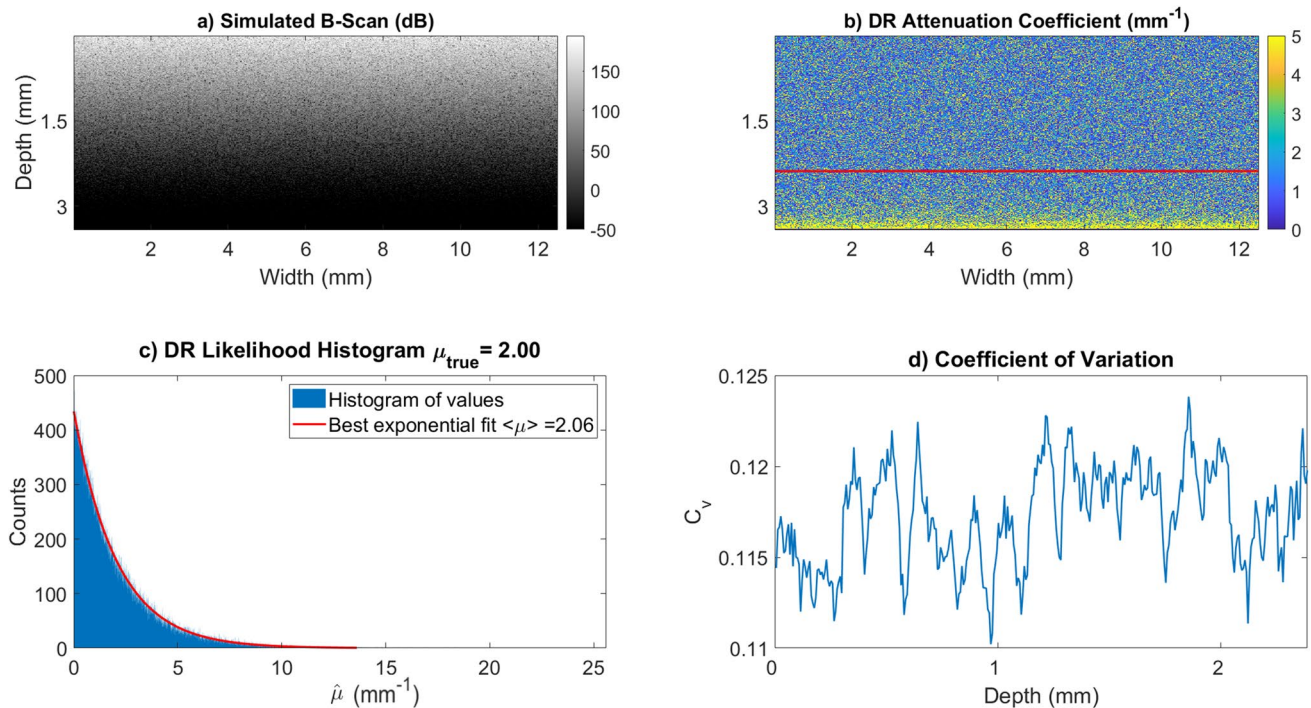 a) Simulated B-Scan (dB)
Depth (mm)
1.5
3
2 4 6 8 10 12
Width (mm)
150
100
50
0
-50
b) DR Attenuation Coefficient (mm⁻¹)
1.5
3
2 4 6 8 10 12
Width (mm)
5
4
3
2
1
0
c) DR Likelihood Histogram μ_true = 2.00
Histogram of values
Best exponential fit <μ> =2.06
Counts
500
400
300
200
100
0
0 5 10 15 20 25
μ̂ (mm⁻¹)
d) Coefficient of Variation
C_v
0.125
0.12
0.115
0.11
0 1 2
Depth (mm)